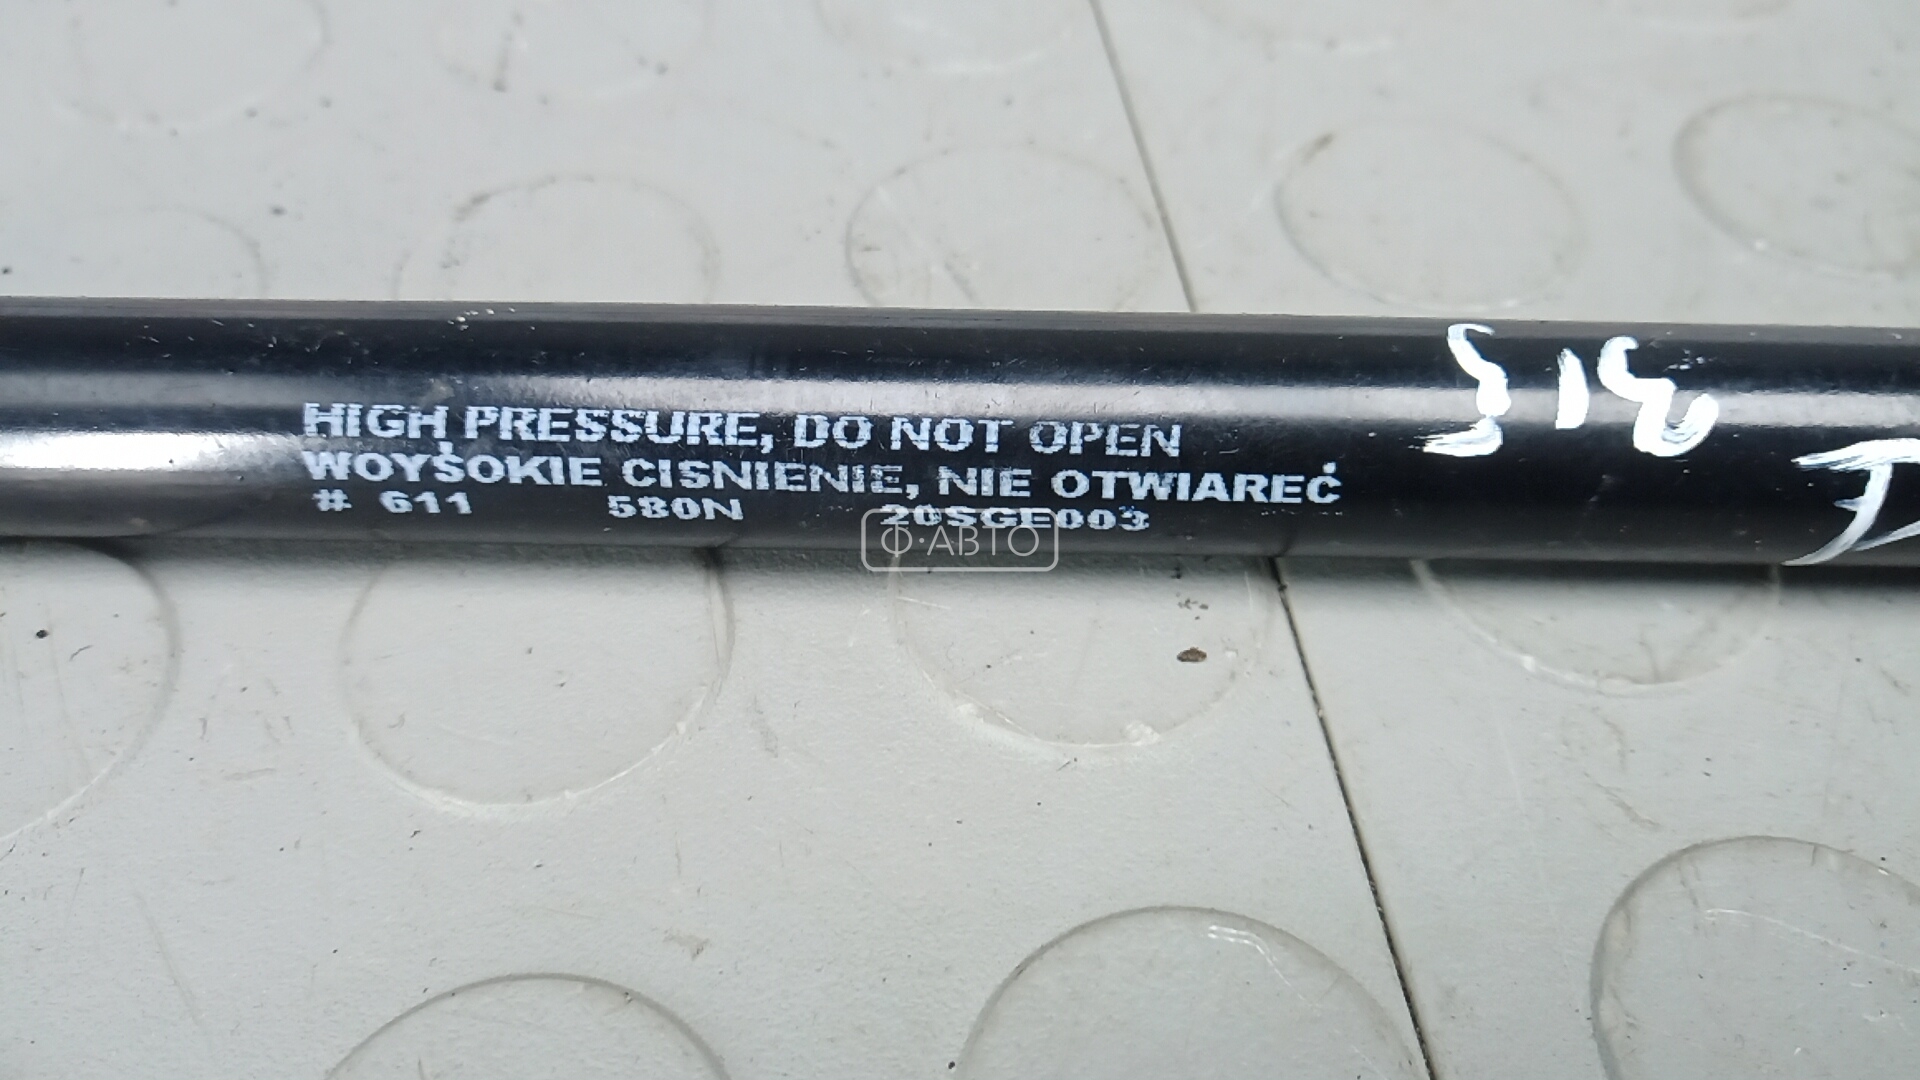 HIGH PRESSURE, DO NOT OPEN
WOYSOKIE CISNIENIE, NIE OTWIAREĆ
# 611 580N 20SGE003
Ф·АВТО